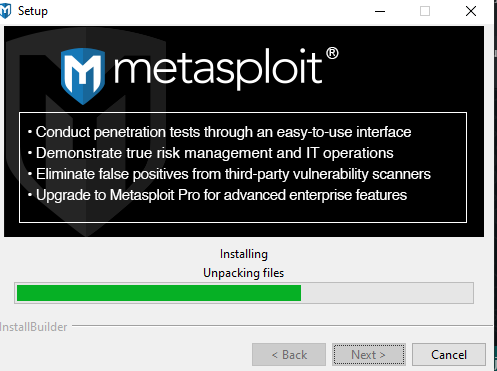 Setup
metasploit®
• Conduct penetration tests through an easy-to-use interface
• Demonstrate true risk management and IT operations
• Eliminate false positives from third-party vulnerability scanners
• Upgrade to Metasploit Pro for advanced enterprise features
Installing
Unpacking files
InstallBuilder
< Back Next > Cancel